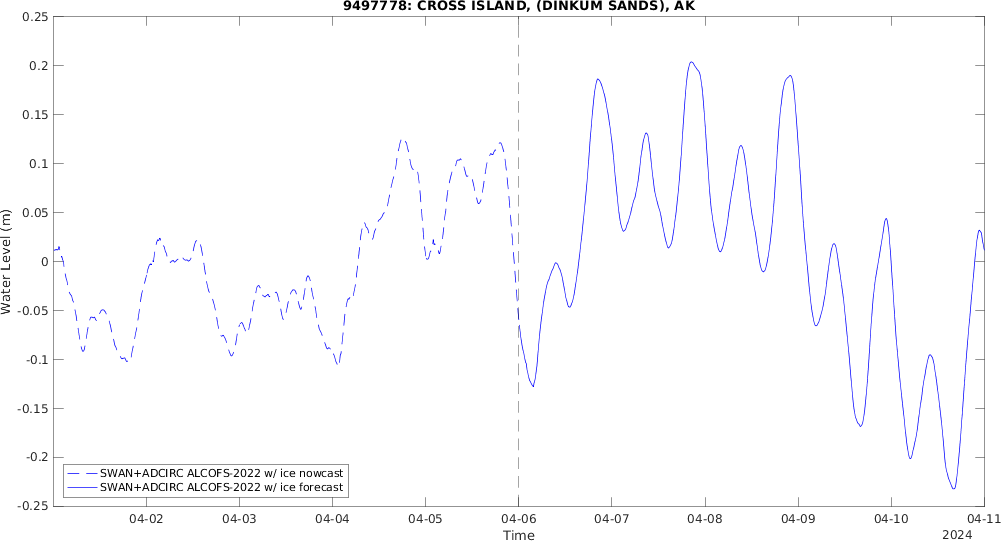 9497778: CROSS ISLAND, (DINKUM SANDS), AK
0.25
0.2
0.15
0.1
0.05
0
-0.05
-0.1
-0.15
-0.2
-0.25
Water Level (m)
SWAN+ADCIRC ALCOFS-2022 w/ ice nowcast
SWAN+ADCIRC ALCOFS-2022 w/ ice forecast
04-02 04-03 04-04 04-05 04-06 04-07 04-08 04-09 04-10 04-11
Time
2024